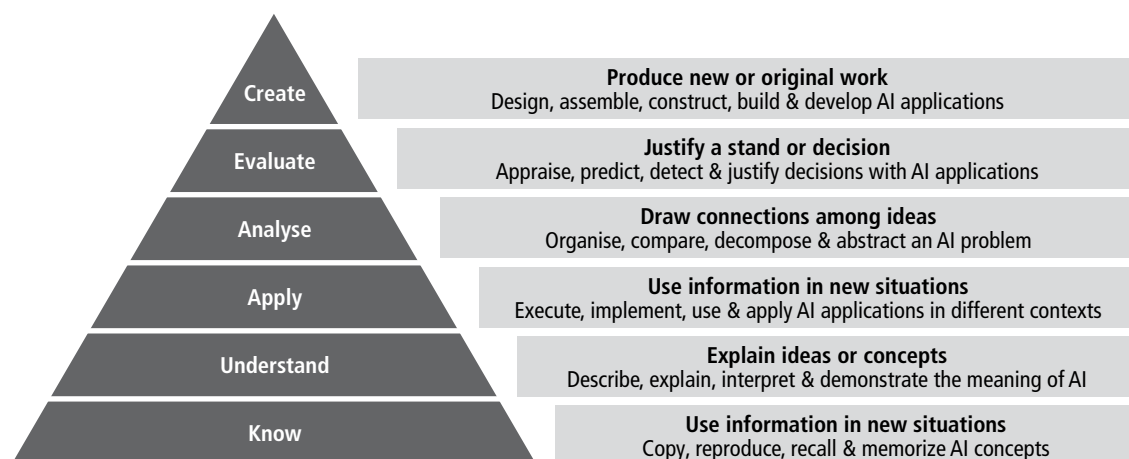 Create
Produce new or original work
Design, assemble, construct, build & develop AI applications
Evaluate
Justify a stand or decision
Appraise, predict, detect & justify decisions with AI applications
Analyse
Draw connections among ideas
Organise, compare, decompose & abstract an AI problem
Apply
Use information in new situations
Execute, implement, use & apply AI applications in different contexts
Understand
Explain ideas or concepts
Describe, explain, interpret & demonstrate the meaning of AI
Know
Use information in new situations
Copy, reproduce, recall & memorize AI concepts